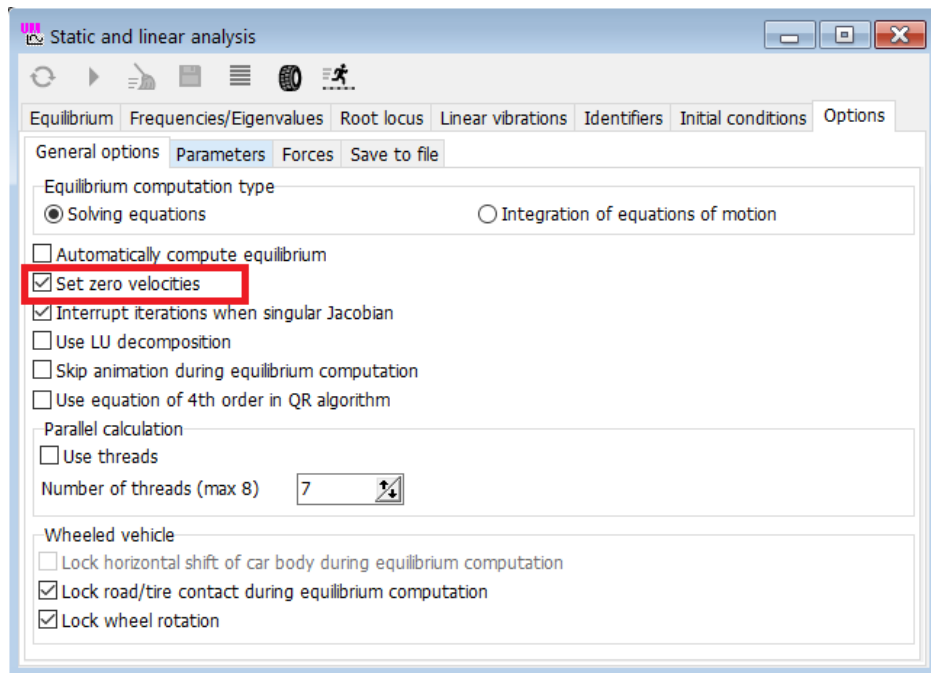 UM Static and linear analysis
Equilibrium Frequencies/Eigenvalues Root locus Linear vibrations Identifiers Initial conditions Options
General options Parameters Forces Save to file
Equilibrium computation type
Solving equations Integration of equations of motion
Automatically compute equilibrium
Set zero velocities
Interrupt iterations when singular Jacobian
Use LU decomposition
Skip animation during equilibrium computation
Use equation of 4th order in QR algorithm
Parallel calculation
Use threads
Number of threads (max 8) 7
Wheeled vehicle
Lock horizontal shift of car body during equilibrium computation
Lock road/tire contact during equilibrium computation
Lock wheel rotation